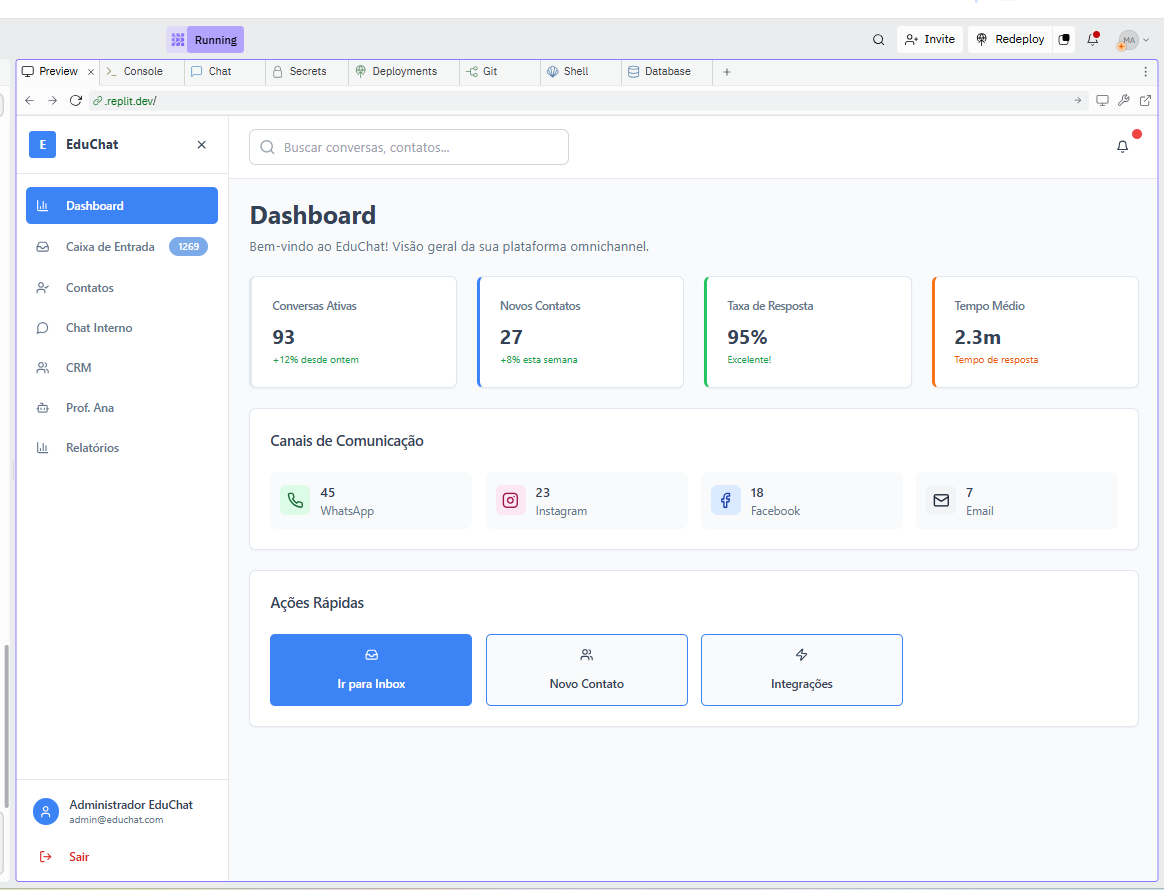 Running
Invite
Redeploy
MA
Preview
Console
Chat
Secrets
Deployments
Git
Shell
Database
.replit.dev/
E
EduChat
Buscar conversas, contatos...
Dashboard
Caixa de Entrada 1269
Contatos
Chat Interno
CRM
Prof. Ana
Relatórios
Administrador EduChat
admin@educhat.com
Sair
Dashboard
Bem-vindo ao EduChat! Visão geral da sua plataforma omnichannel.
Conversas Ativas
93
+12% desde ontem
Novos Contatos
27
+8% esta semana
Taxa de Resposta
95%
Excelente!
Tempo Médio
2.3m
Tempo de resposta
Canais de Comunicação
45
WhatsApp
23
Instagram
18
Facebook
7
Email
Ações Rápidas
Ir para Inbox
Novo Contato
Integrações